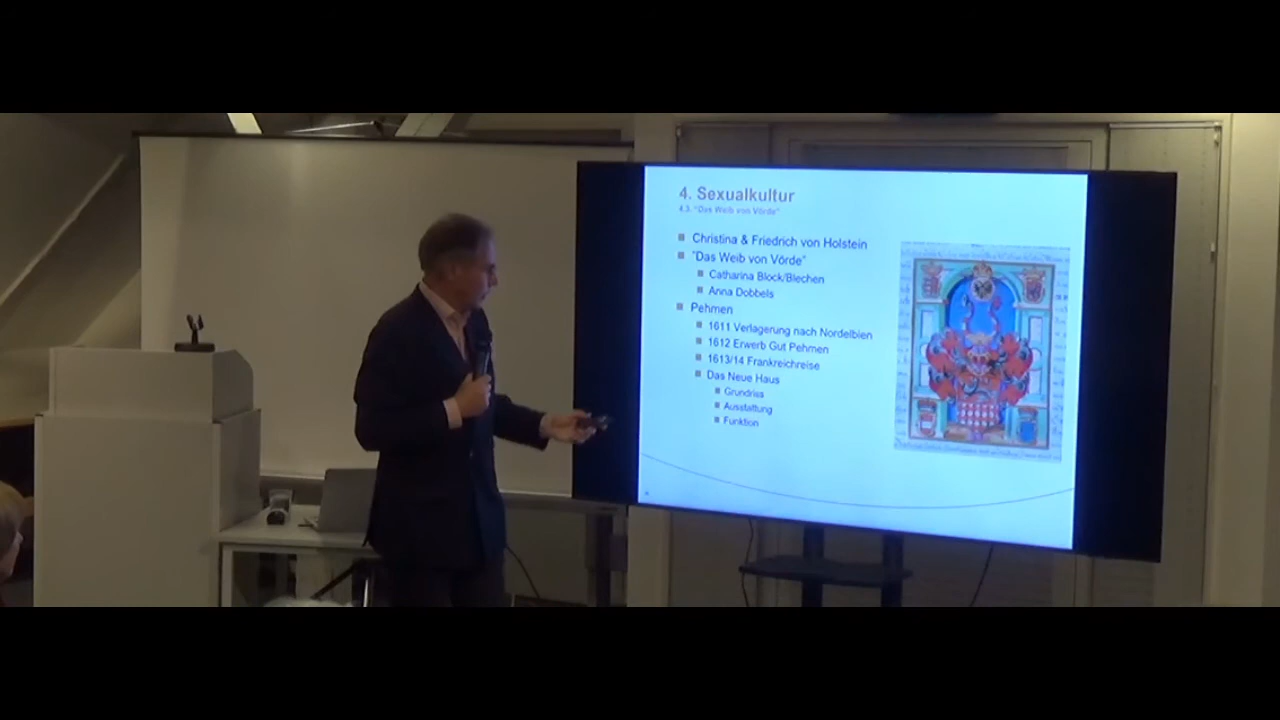 4. Sexualkultur
4.3. "Das Weib von Vörde"
Christina & Friedrich von Holstein
"Das Weib von Vörde"
Catharina Block/Blechen
Anna Dobbels
Pehmen
1611 Verlagerung nach Nordelbien
1612 Erwerb Gut Pehmen
1613/14 Frankreichreise
Das Neue Haus
Grundriss
Ausstattung
Funktion